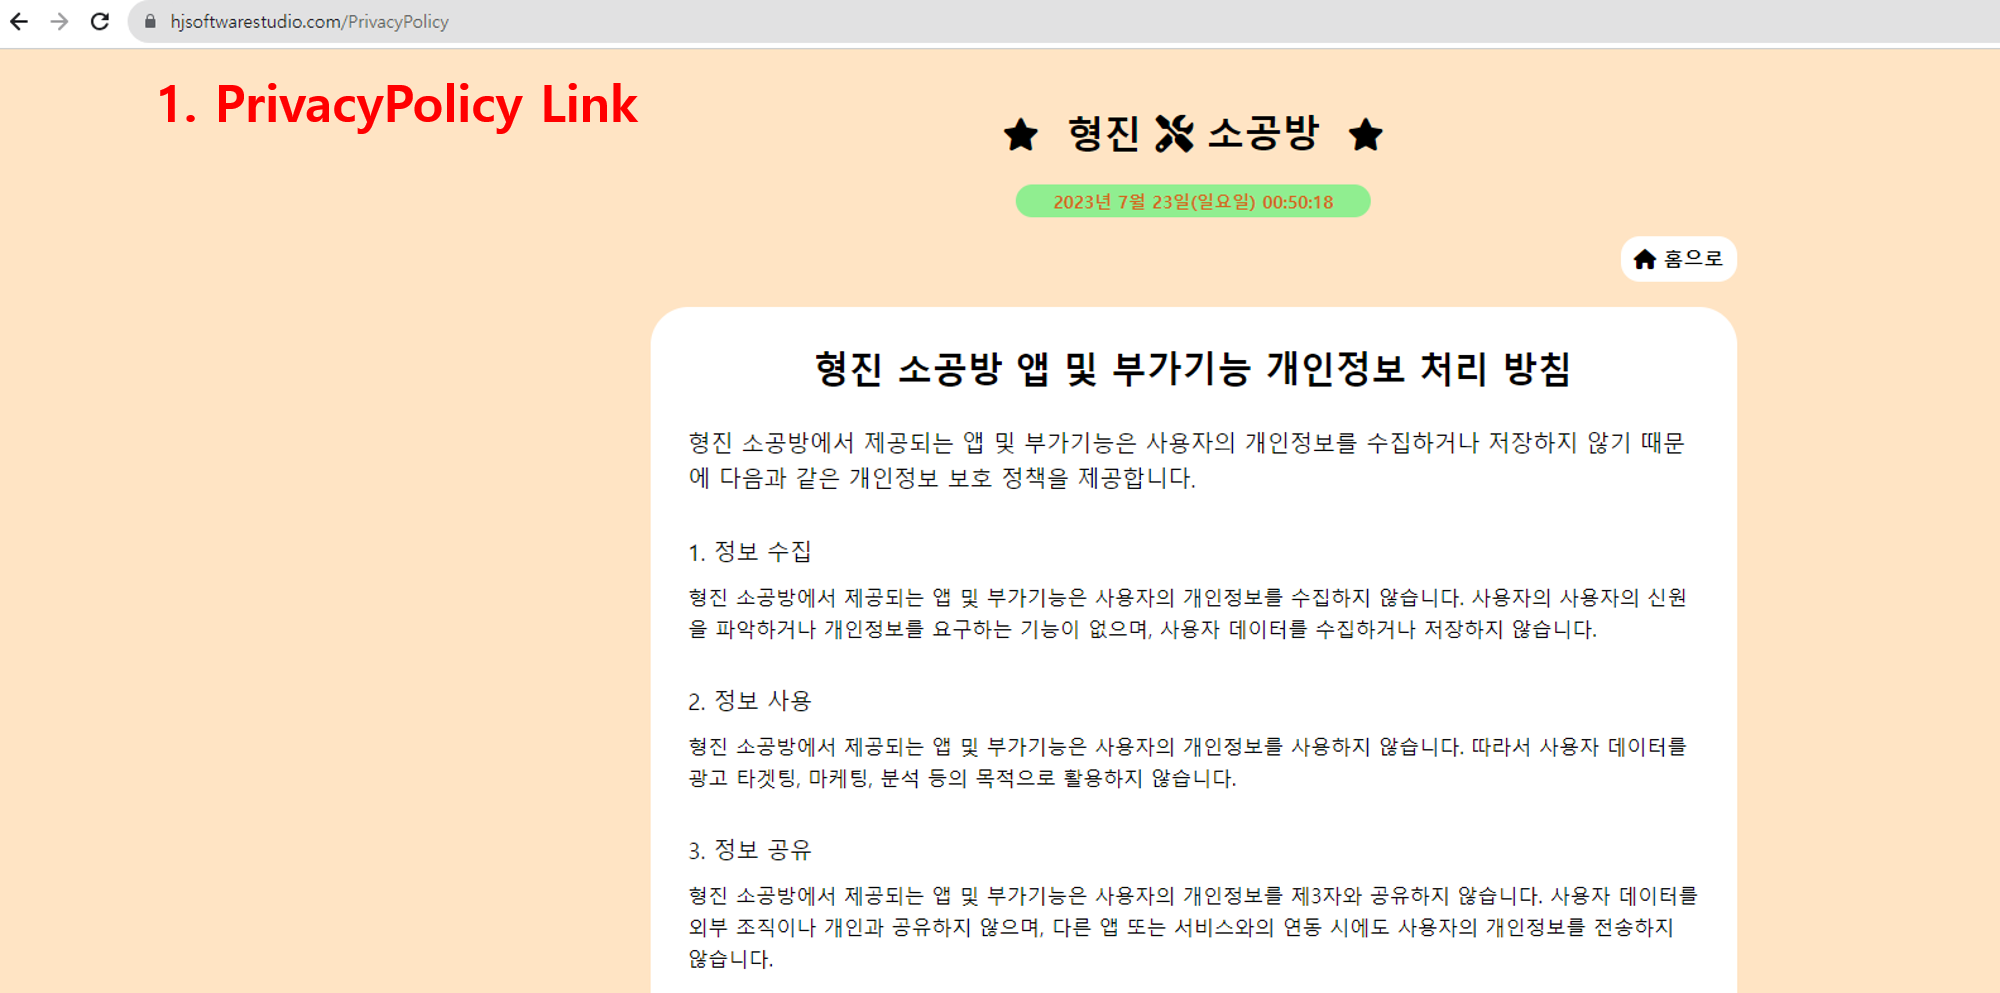 hjsoftwarestudio.com/PrivacyPolicy
1. PrivacyPolicy Link
형진 소공방
2023년 7월 23일(일요일) 00:50:18
홈으로
형진 소공방 앱 및 부가기능 개인정보 처리 방침
형진 소공방에서 제공되는 앱 및 부가기능은 사용자의 개인정보를 수집하거나 저장하지 않기 때문
에 다음과 같은 개인정보 보호 정책을 제공합니다.
1. 정보 수집
형진 소공방에서 제공되는 앱 및 부가기능은 사용자의 개인정보를 수집하지 않습니다. 사용자의 사용자의 신원
을 파악하거나 개인정보를 요구하는 기능이 없으며, 사용자 데이터를 수집하거나 저장하지 않습니다.
2. 정보 사용
형진 소공방에서 제공되는 앱 및 부가기능은 사용자의 개인정보를 사용하지 않습니다. 따라서 사용자 데이터를
광고 타겟팅, 마케팅, 분석 등의 목적으로 활용하지 않습니다.
3. 정보 공유
형진 소공방에서 제공되는 앱 및 부가기능은 사용자의 개인정보를 제3자와 공유하지 않습니다. 사용자 데이터를
외부 조직이나 개인과 공유하지 않으며, 다른 앱 또는 서비스와의 연동 시에도 사용자의 개인정보를 전송하지
않습니다.